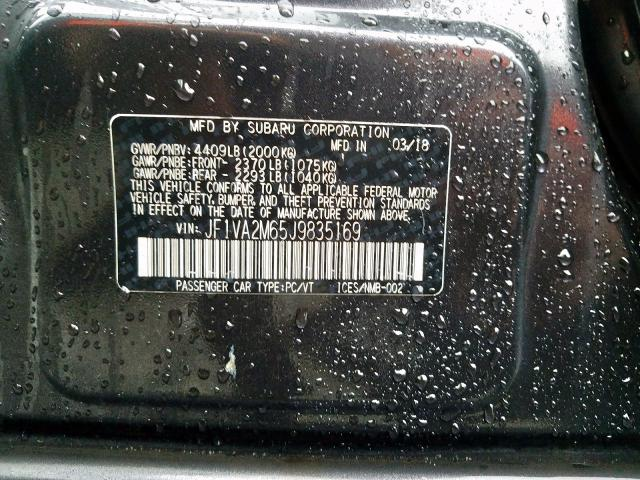 MFD BY SUBARU CORPORATION
GVWR/PNBV: 4409LB(2000KG) MFD IN 03/18
GAWR/PNBE:FRONT- 2370LB(1075KG)
GAWR/PNBE:REAR - 2293LB(1040KG)
THIS VEHICLE CONFORMS TO ALL APPLICABLE FEDERAL MOTOR
VEHICLE SAFETY, BUMPER, AND THEFT PREVENTION STANDARDS
IN EFFECT ON THE DATE OF MANUFACTURE SHOWN ABOVE.
VIN: JF1VA2M65J9835169
PASSENGER CAR TYPE:PC/VT ICES/NMB-002